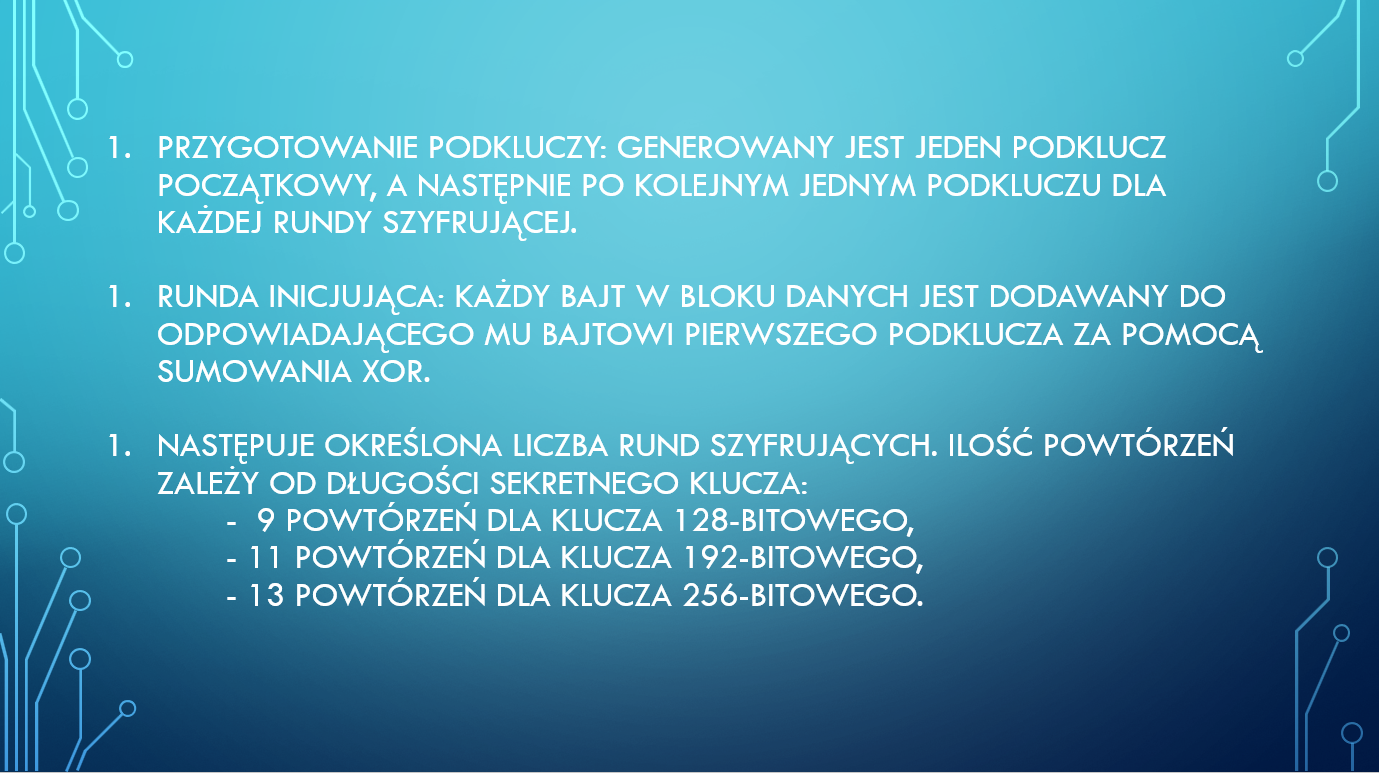 1. PRZYGOTOWANIE PODKLUCZY: GENEROWANY JEST JEDEN PODKLUCZ
POCZĄTKOWY, A NASTĘPNIE PO KOLEJNYM JEDNYM PODKLUCZU DLA
KAŻDEJ RUNDY SZYFRUJĄCEJ.
1. RUNDA INICJUJĄCA: KAŻDY BAJT W BLOKU DANYCH JEST DODAWANY DO
ODPOWIADAJĄCEGO MU BAJTOWI PIERWSZEGO PODKLUCZA ZA POMOCĄ
SUMOWANIA XOR.
1. NASTĘPUJE OKREŚLONA LICZBA RUND SZYFRUJĄCYCH. ILOŚĆ POWTÓRZEŃ
ZALEŻY OD DŁUGOŚCI SEKRETNEGO KLUCZA:
- 9 POWTÓRZEŃ DLA KLUCZA 128-BITOWEGO,
- 11 POWTÓRZEŃ DLA KLUCZA 192-BITOWEGO,
- 13 POWTÓRZEŃ DLA KLUCZA 256-BITOWEGO.